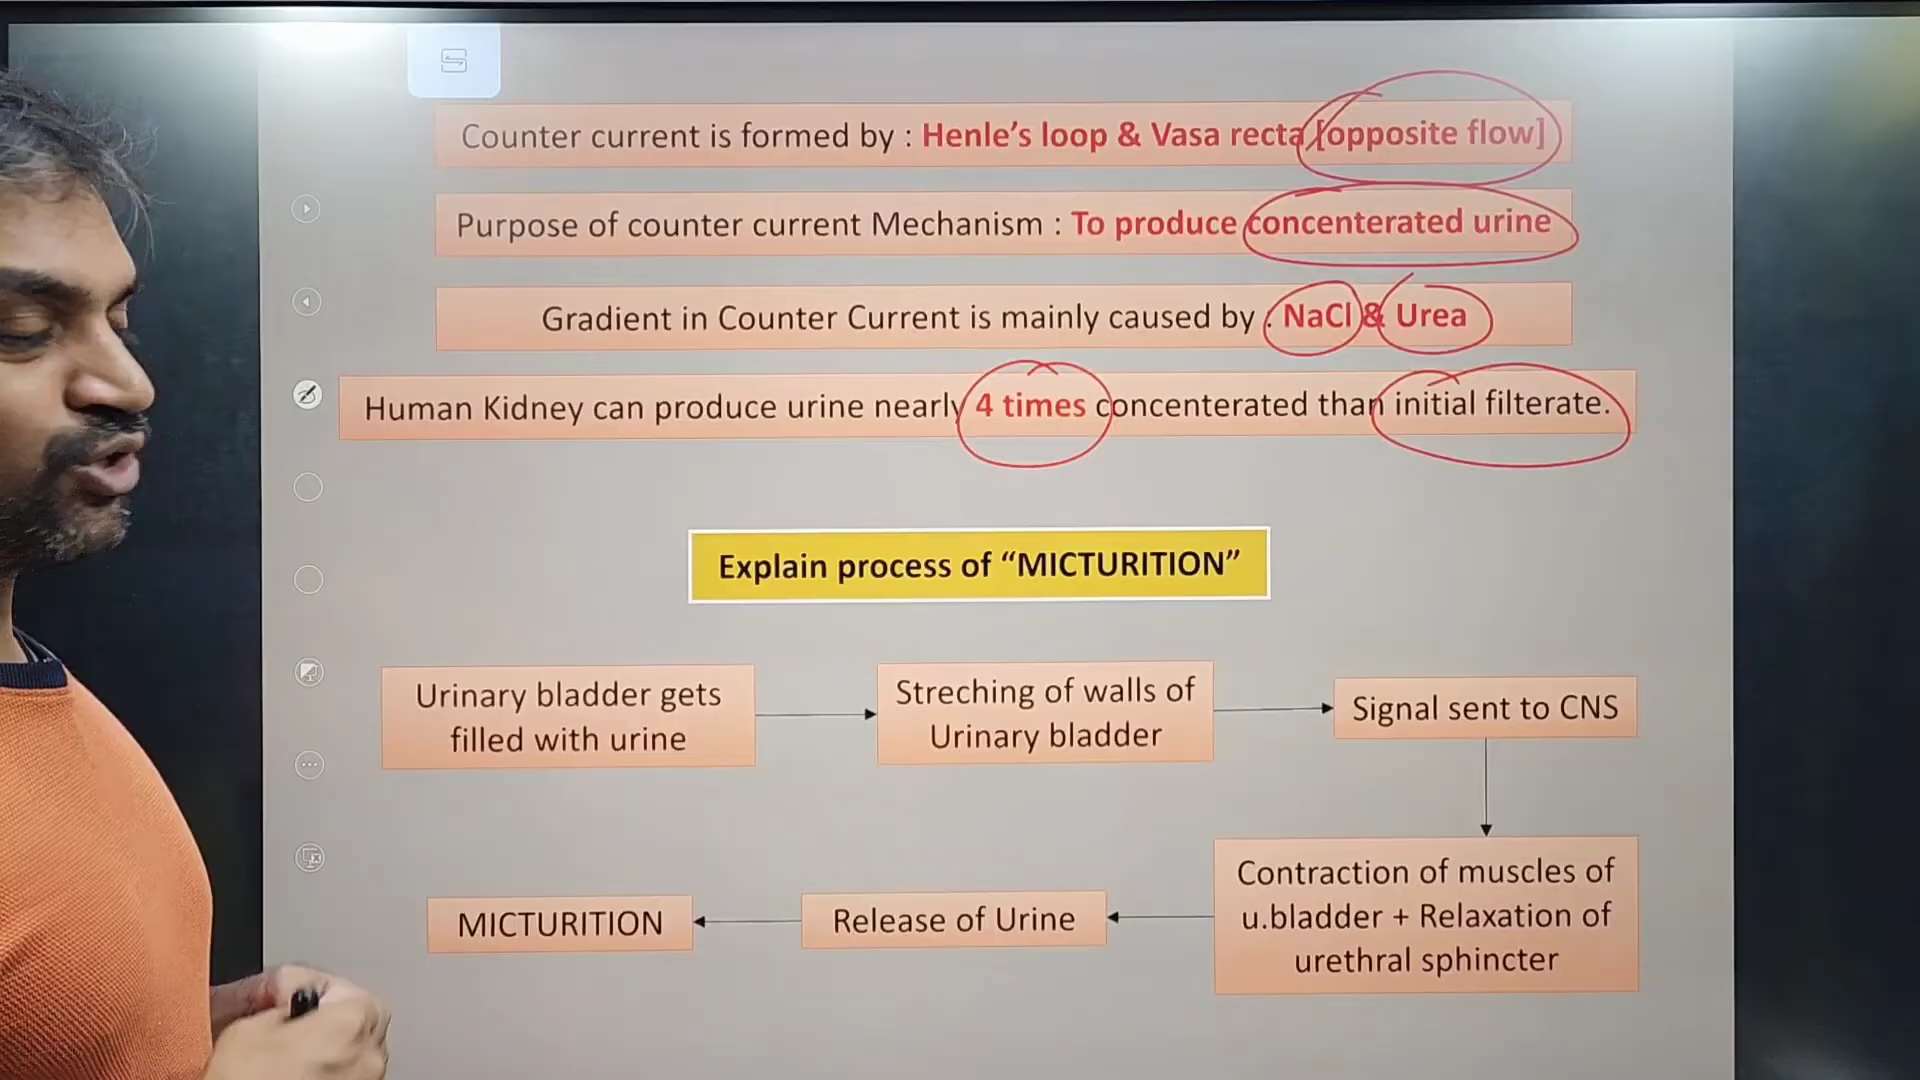 Counter current is formed by : Henle's loop & Vasa recta [opposite flow]
Purpose of counter current Mechanism : To produce concenterated urine
Gradient in Counter Current is mainly caused by : NaCl & Urea
Human Kidney can produce urine nearly 4 times concenterated than initial filterate.
Explain process of “MICTURITION”
Urinary bladder gets
filled with urine
Streching of walls of
Urinary bladder
Signal sent to CNS
Contraction of muscles of
u.bladder + Relaxation of
urethral sphincter
Release of Urine
MICTURITION